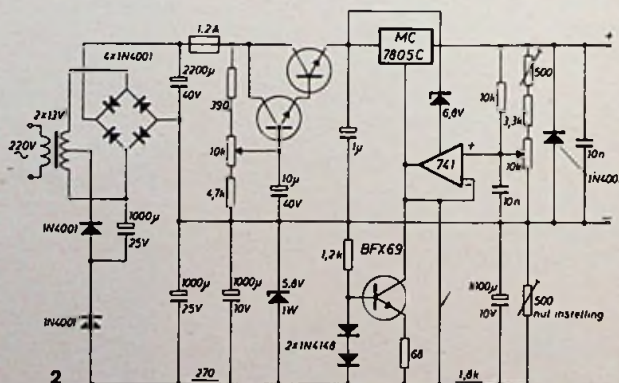 1.2A
MC
7805C
+
4x1N4001
2200µ
40V
390
500
10k
6,8V
3,3k
2x13V
220V
10k
1µ
+
741
-
10k
10n
1N4001
10µ
40V
4,7k
10n
1N4001
1000µ
25V
=
1,2k
BFX69
1000µ
25V
1000µ
10V
5.8V
1W
100µ
10V
500
nul instelling
1N4001
2x1N4148
68
2
270
1,8k